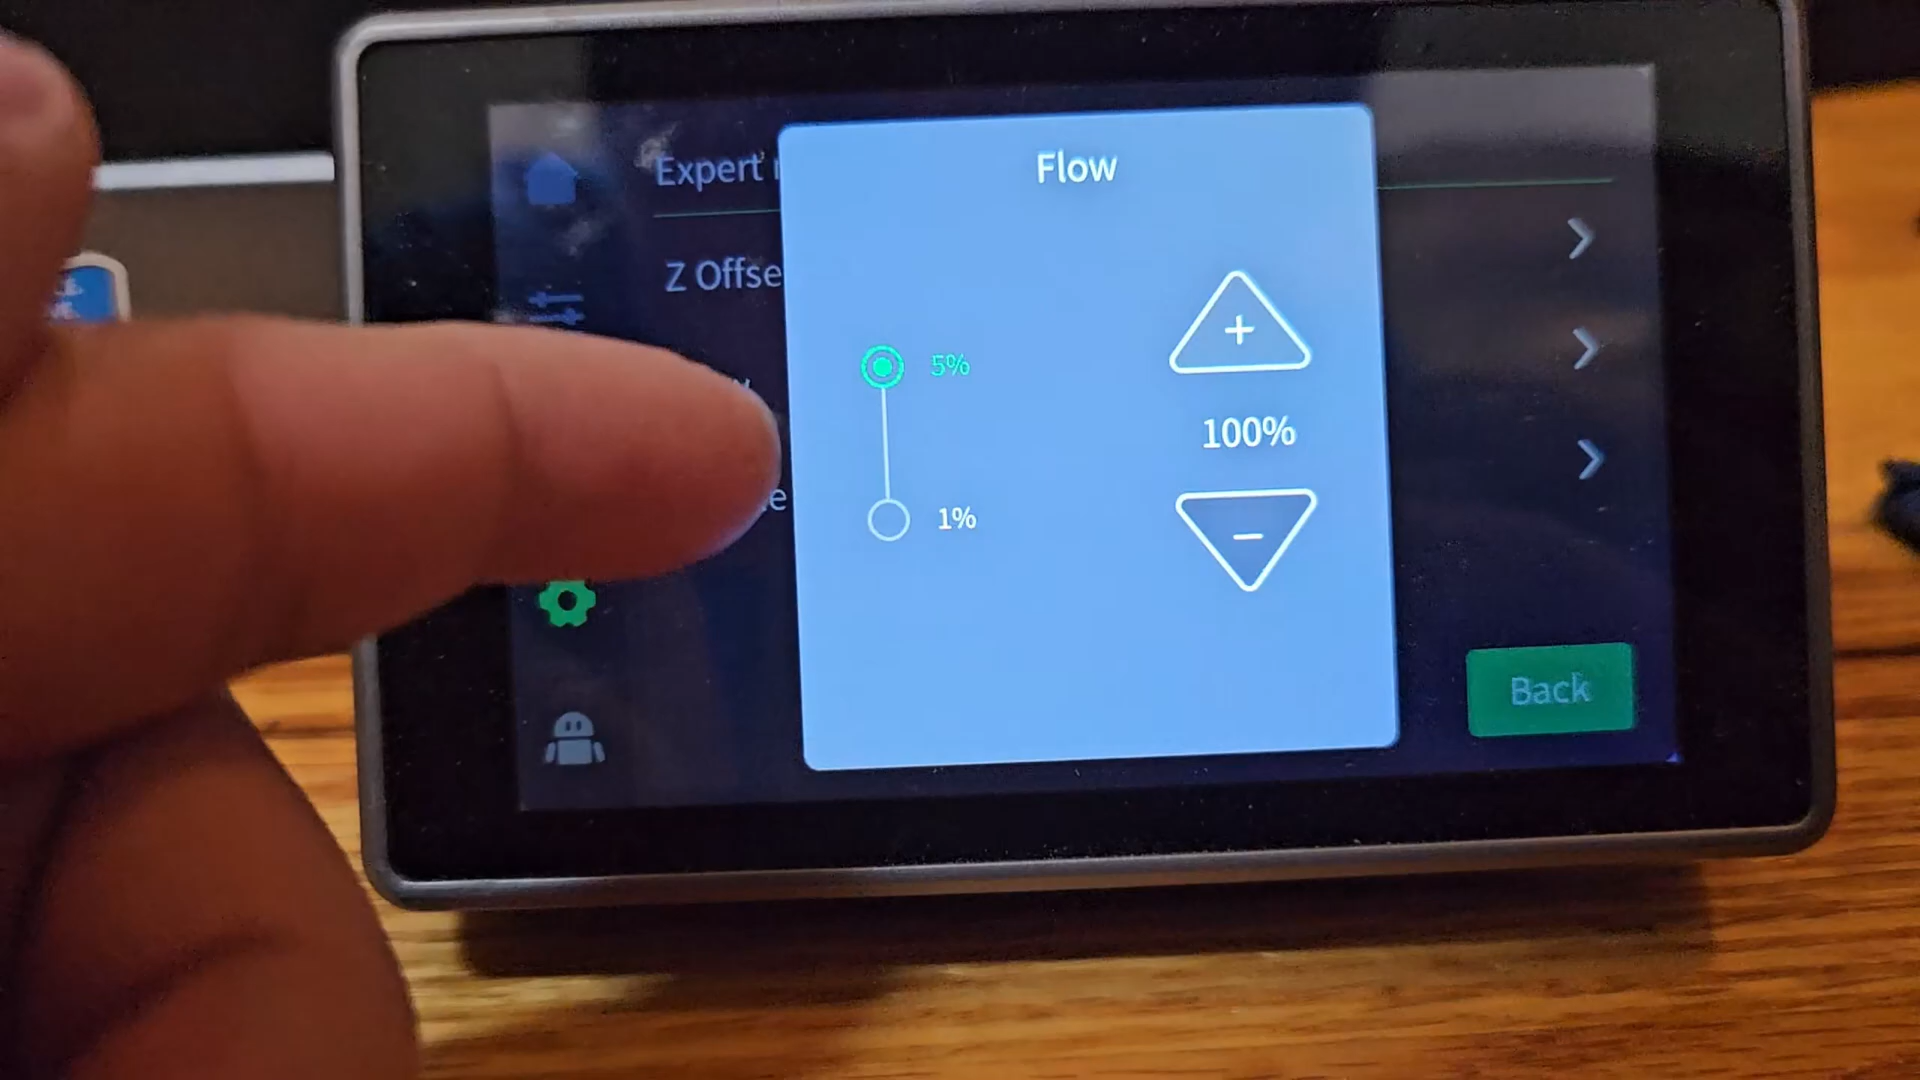 Expert
Flow
Z Offse
5%
+
100%
1%
−
Back